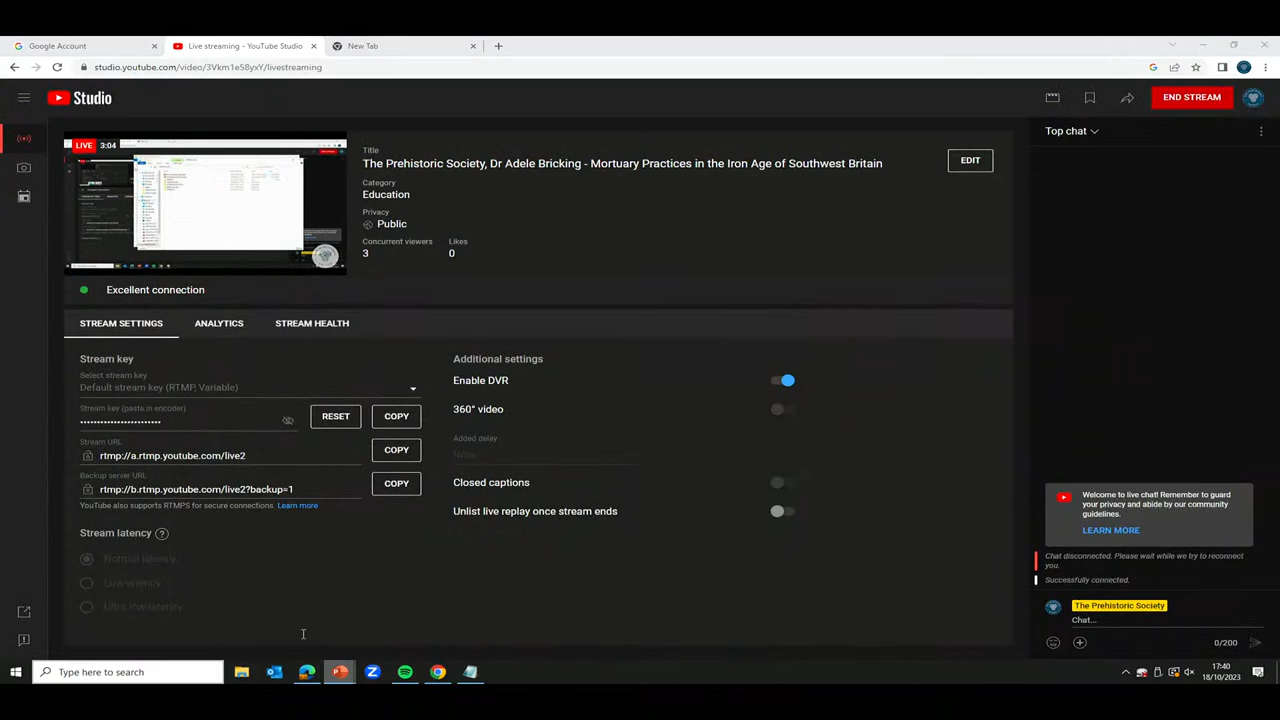 Google Account
Live streaming - YouTube Studio
New Tab
studio.youtube.com/video/3Vkm1e58yxY/livestreaming
Studio
END STREAM
LIVE 3:04
Title
The Prehistoric Society, Dr Adele Bricking - Mortuary Practices in the Iron Age of Southwest Britain
EDIT
Category
Education
Privacy
Public
Concurrent viewers
Likes
3
0
Excellent connection
STREAM SETTINGS
ANALYTICS
STREAM HEALTH
Stream key
Select stream key
Default stream key (RTMP, Variable)
Stream key (paste in encoder)
RESET
COPY
Stream URL
rtmp://a.rtmp.youtube.com/live2
COPY
Backup server URL
rtmp://b.rtmp.youtube.com/live2?backup=1
COPY
YouTube also supports RTMPS for secure connections. Learn more
Stream latency
Normal latency
Low-latency
Ultra low-latency
Additional settings
Enable DVR
360° video
Added delay
None
Closed captions
Unlist live replay once stream ends
Top chat
Welcome to live chat! Remember to guard
your privacy and abide by our community
guidelines.
LEARN MORE
Chat disconnected. Please wait while we try to reconnect
you.
Successfully connected.
The Prehistoric Society
Chat...
0/200
Type here to search
17:40
18/10/2023